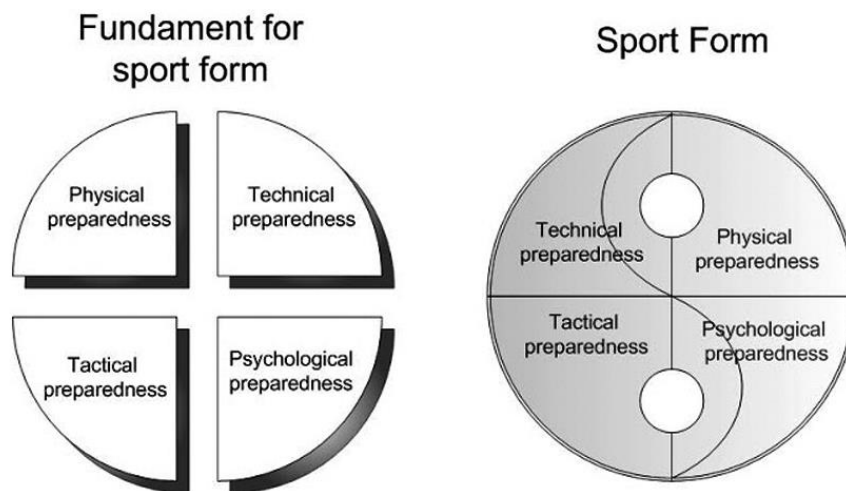 Fundament for
sport form
Physical
preparedness
Technical
preparedness
Tactical
preparedness
Psychological
preparedness
Sport Form
Technical
preparedness
Physical
preparedness
Tactical
preparedness
Psychological
preparedness